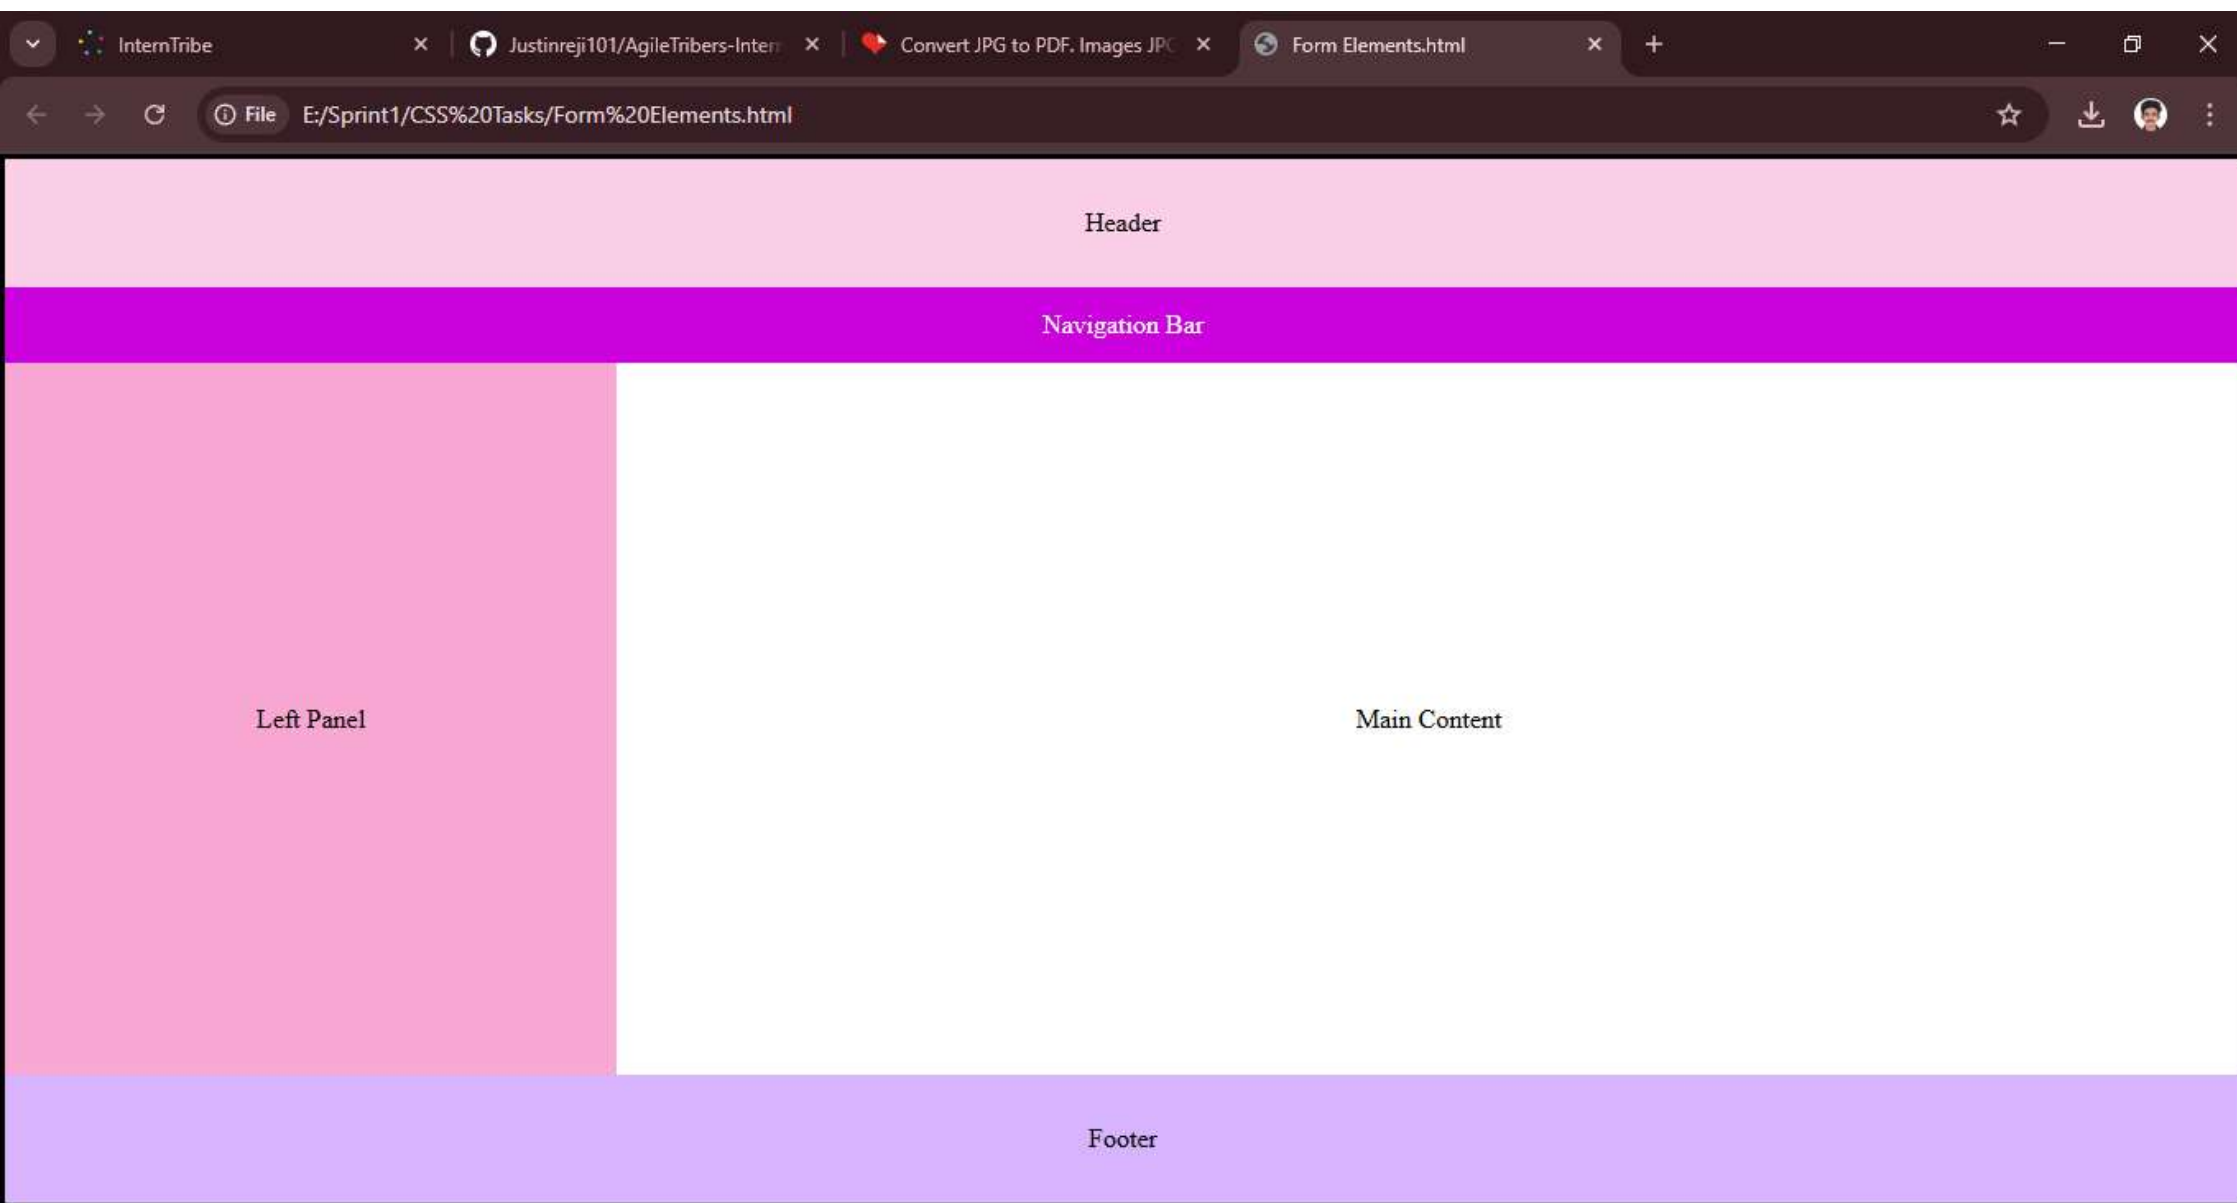 InternTribe
Justinreji101/AgileTribers-Intern
Convert JPG to PDF. Images JPG
Form Elements.html
File
E:/Sprint1/CSS%20Tasks/Form%20Elements.html
Header
Navigation Bar
Left Panel
Main Content
Footer